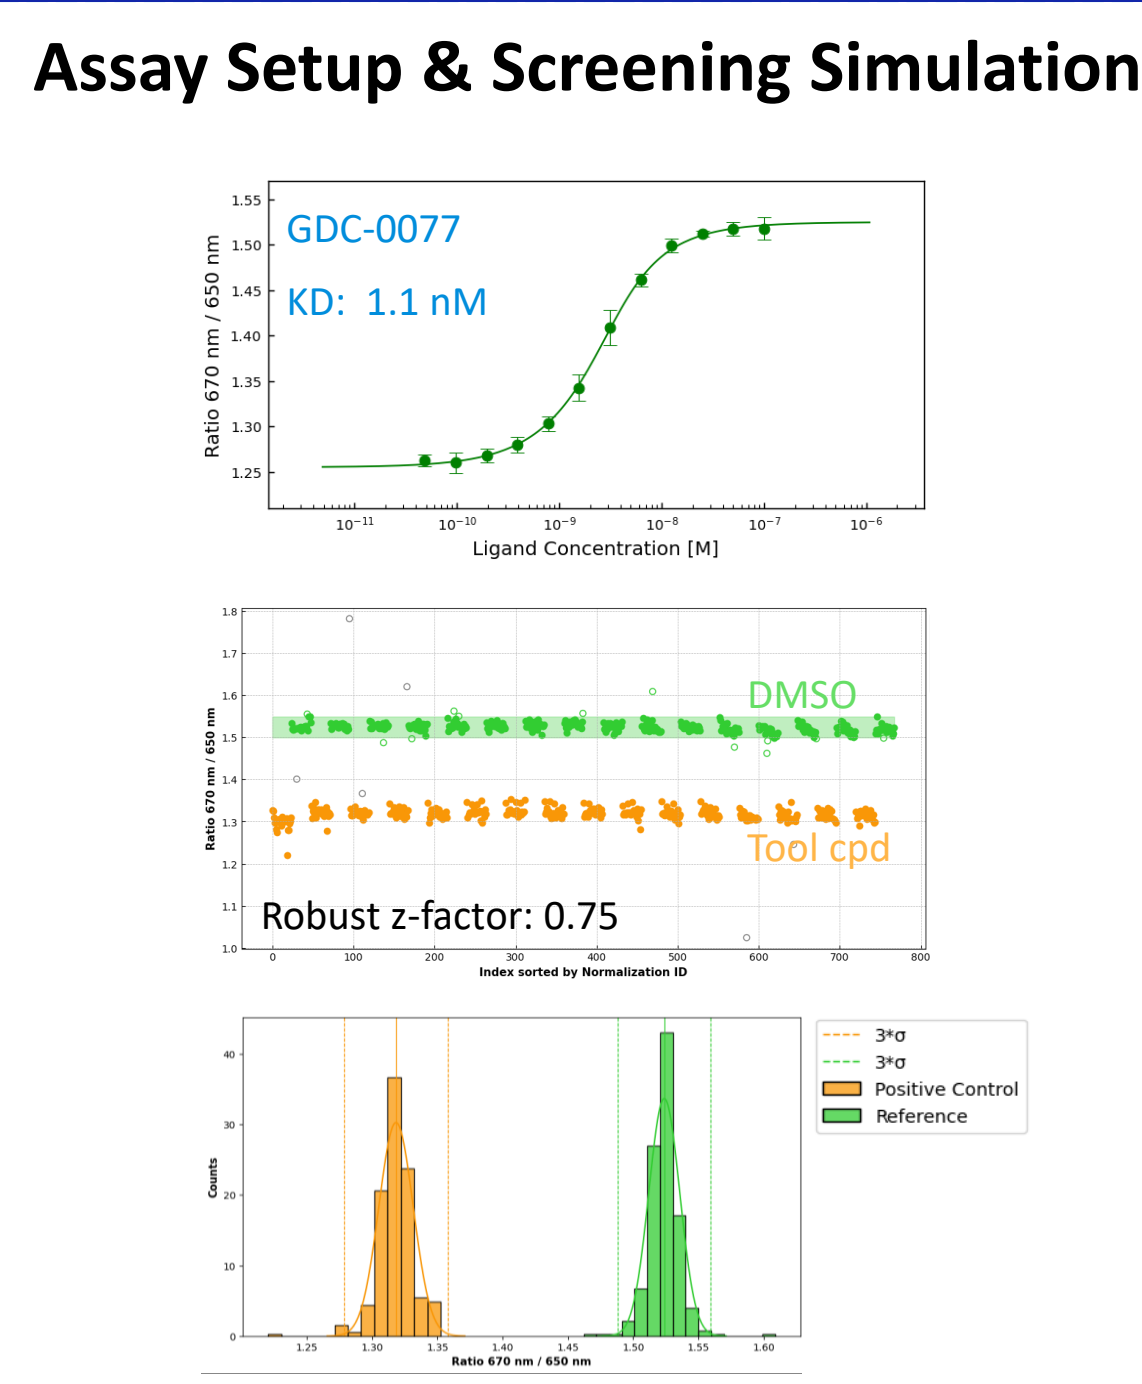 Assay Setup & Screening Simulation
GDC-0077
KD: 1.1 nM
Ratio 670 nm / 650 nm
1.55
1.50
1.45
1.40
1.35
1.30
1.25
10⁻¹¹ 10⁻¹⁰ 10⁻⁹ 10⁻⁸ 10⁻⁷ 10⁻⁶
Ligand Concentration [M]
Ratio 670 nm / 650 nm
1.8
1.7
1.6
1.5
1.4
1.3
1.2
1.1
1.0
DMSO
Tool cpd
Robust z-factor: 0.75
0 100 200 300 400 500 600 700 800
Index sorted by Normalization ID
Counts
40
30
20
10
0
1.25 1.30 1.35 1.40 1.45 1.50 1.55 1.60
Ratio 670 nm / 650 nm
3*σ
3*σ
Positive Control
Reference